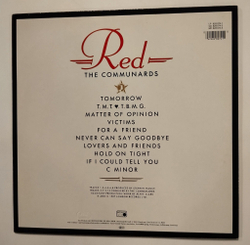 Red
THE COMMUNARDS
TOMORROW
T.M.T.♥T.B.M.G.
MATTER OF OPINION
VICTIMS
FOR A FRIEND
NEVER CAN SAY GOODBYE
LOVERS AND FRIENDS
HOLD ON TIGHT
IF I COULD TELL YOU
C MINOR